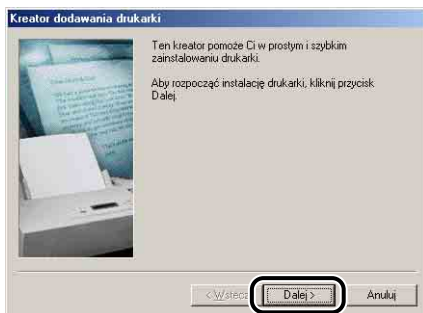 Kreator dodawania drukarki
Ten kreator pomoże Ci w prostym i szybkim
zainstalowaniu drukarki.
Aby rozpocząć instalację drukarki, kliknij przycisk
Dalej.
< Wstecz
Dalej >
Anuluj